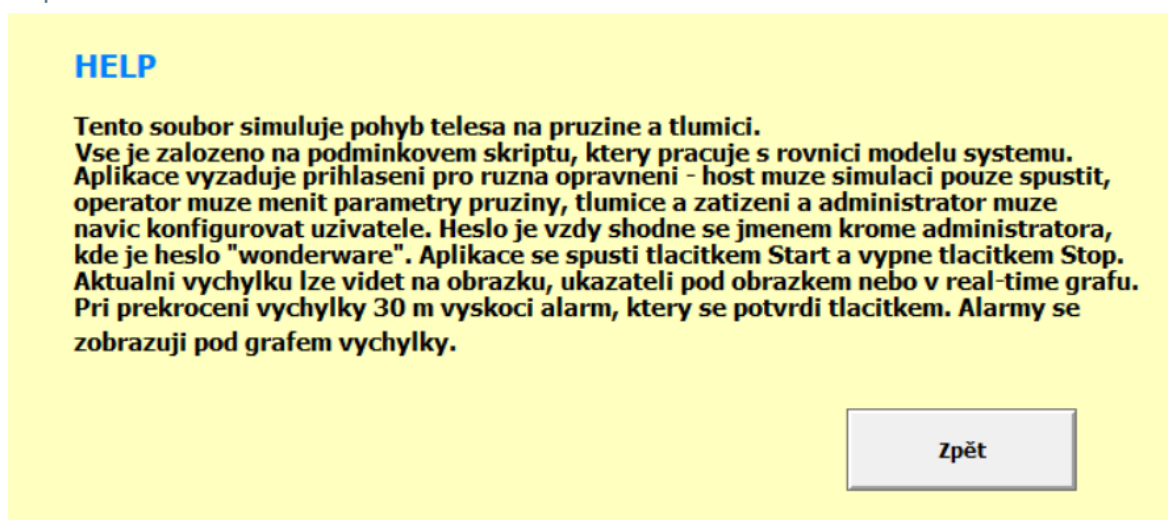 HELP
Tento soubor simuluje pohyb telesa na pruzine a tlumici.
Vse je zalozeno na podminkovem skriptu, ktery pracuje s rovnici modelu systemu.
Aplikace vyzaduje prihlaseni pro ruzna opravneni - host muze simulaci pouze spustit,
operator muze menit parametry pruziny, tlumice a zatizeni a administrator muze
navic konfigurovat uzivatele. Heslo je vzdy shodne se jmenem krome administratora,
kde je heslo "wonderware". Aplikace se spusti tlacitkem Start a vypne tlacitkem Stop.
Aktualni vychylku lze videt na obrazku, ukazateli pod obrazkem nebo v real-time grafu.
Pri prekroceni vychylky 30 m vyskoci alarm, ktery se potvrdi tlacitkem. Alarmy se
zobrazuji pod grafem vychylky.
Zpět